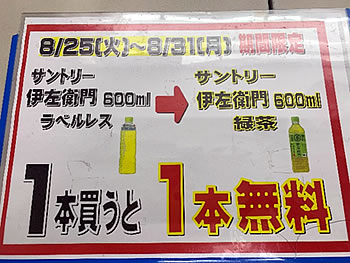 8/25(火)~8/31(月) 期間限定
サントリー サントリー
伊左衛門 600ml 伊左衛門 600ml
ラベルレス 緑茶
1本買うと 1本無料